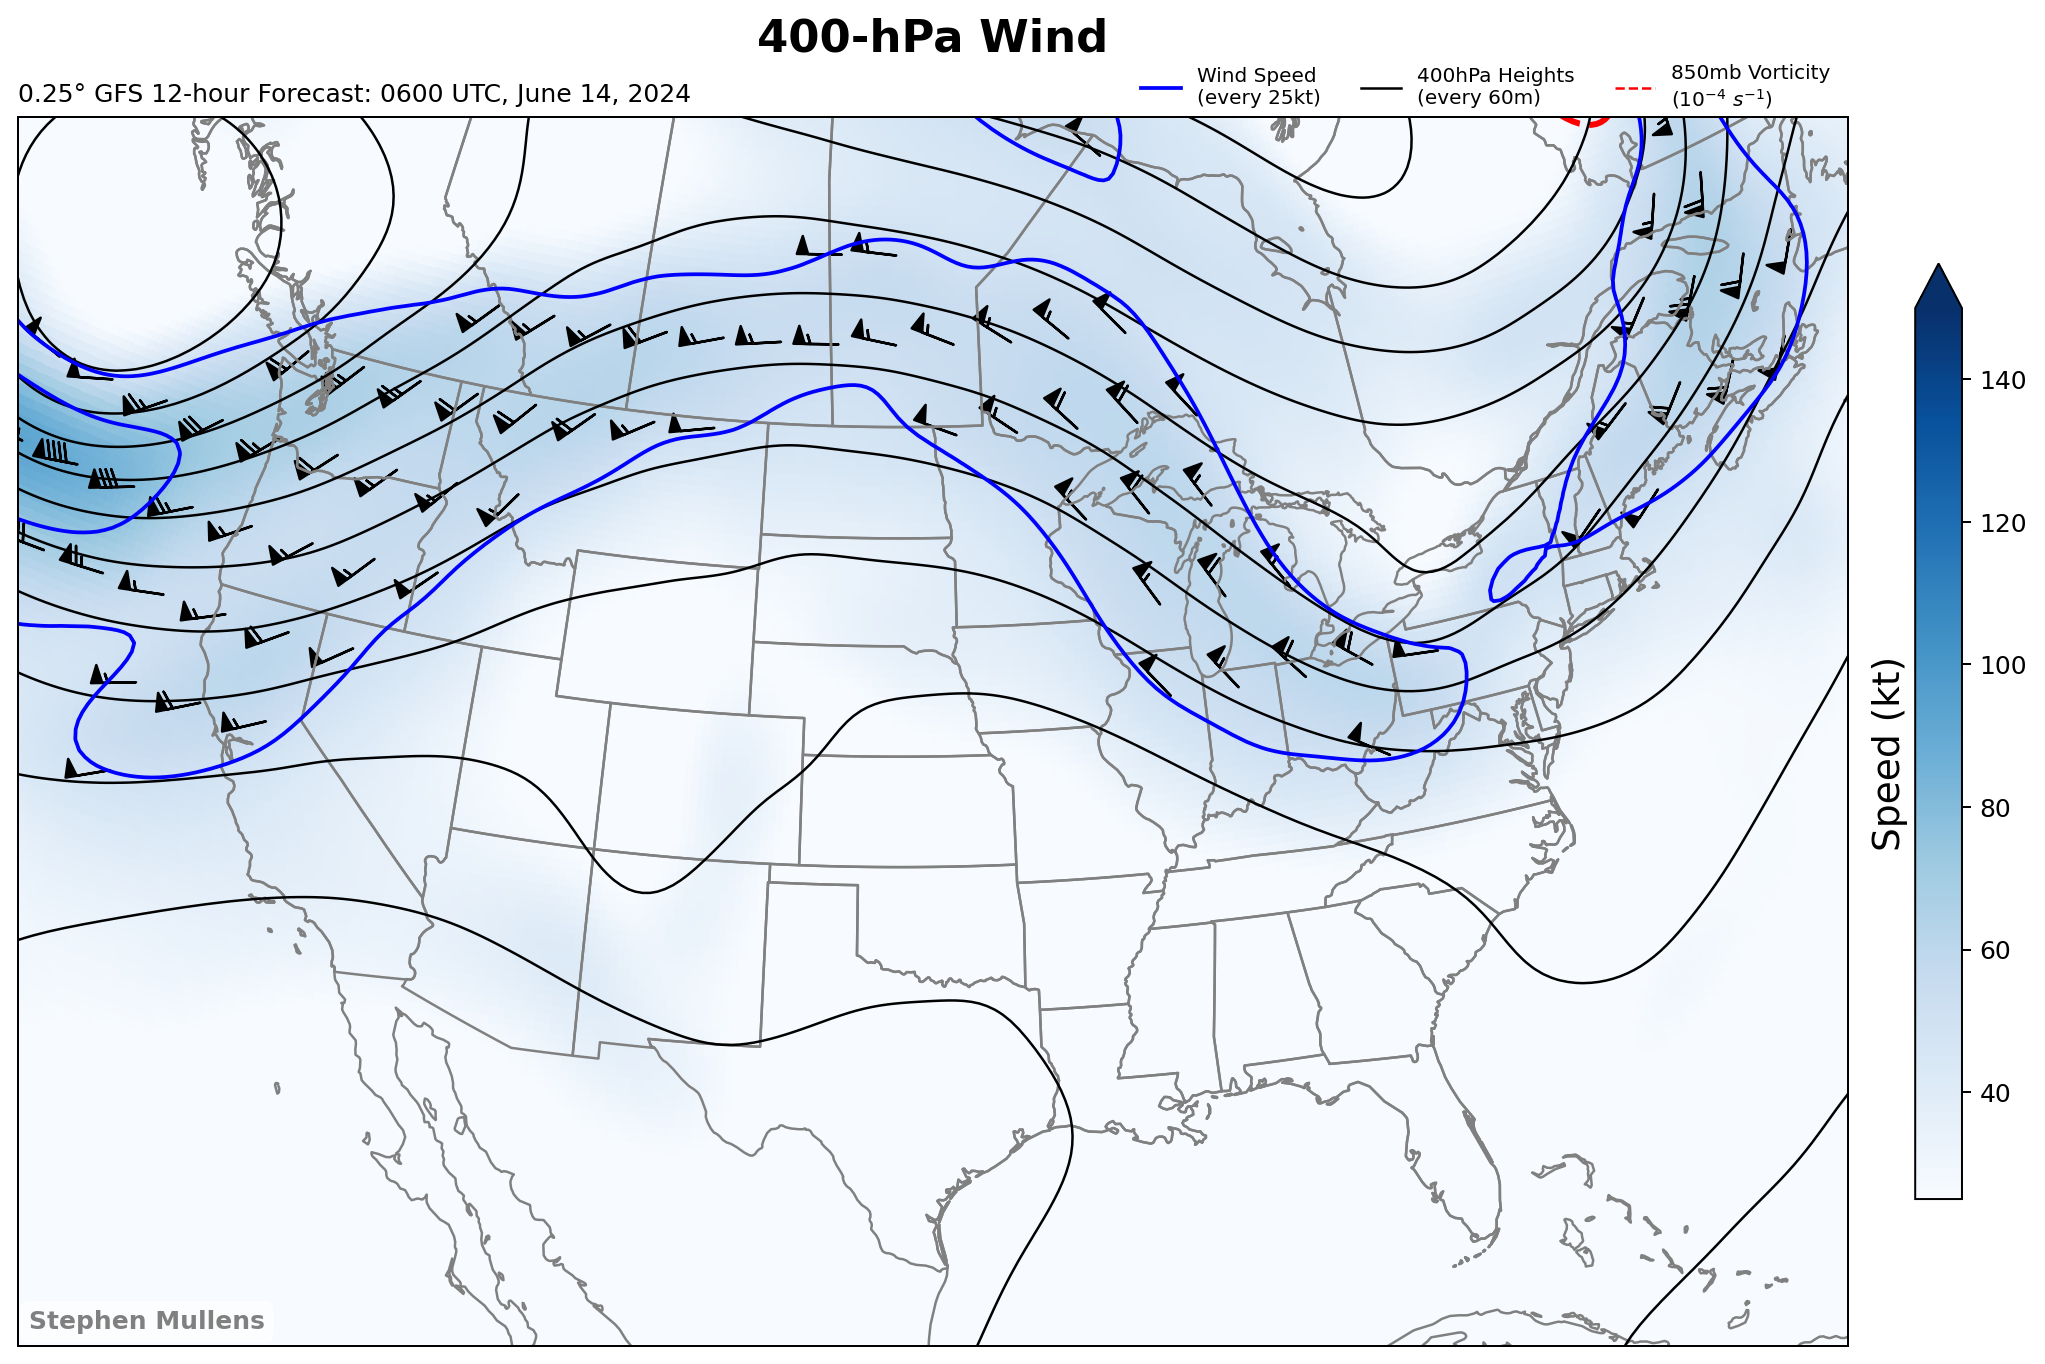 400-hPa Wind
0.25° GFS 12-hour Forecast: 0600 UTC, June 14, 2024
Wind Speed
(every 25kt)
400hPa Heights
(every 60m)
850mb Vorticity
(10⁻⁴ s⁻¹)
140
120
100
80
60
40
Speed (kt)
Stephen Mullens